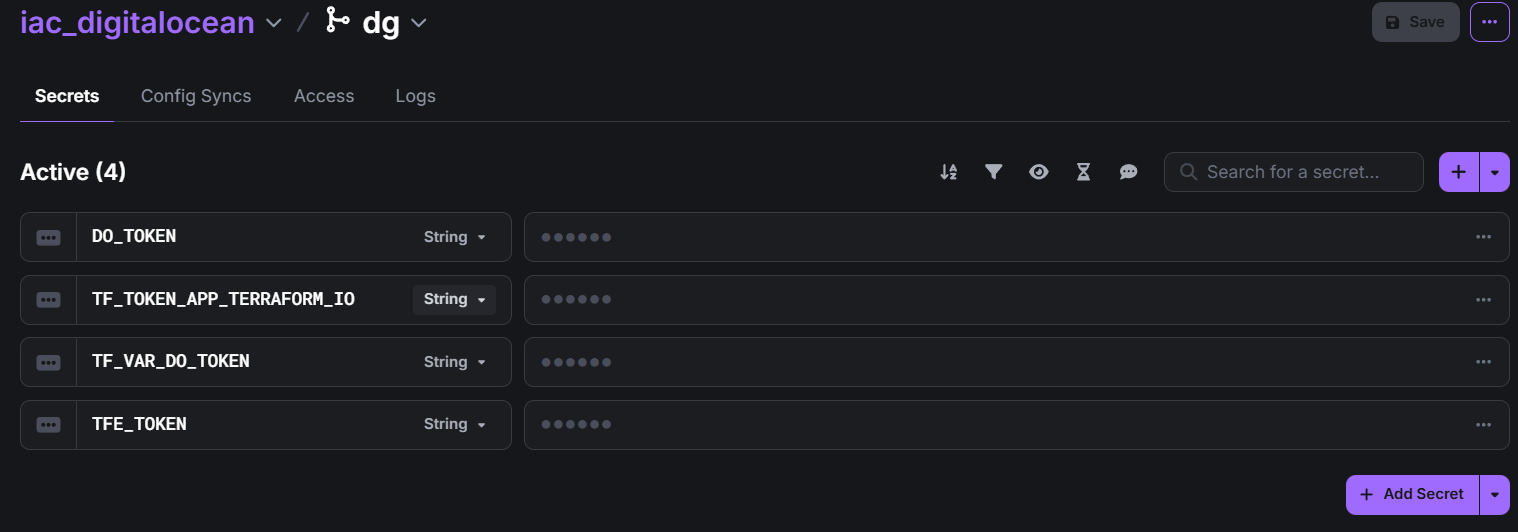 iac_digitalocean / dg
Save
Secrets Config Syncs Access Logs
Active (4)
Search for a secret...
DO_TOKEN String
TF_TOKEN_APP_TERRAFORM_IO String
TF_VAR_DO_TOKEN String
TFE_TOKEN String
+ Add Secret